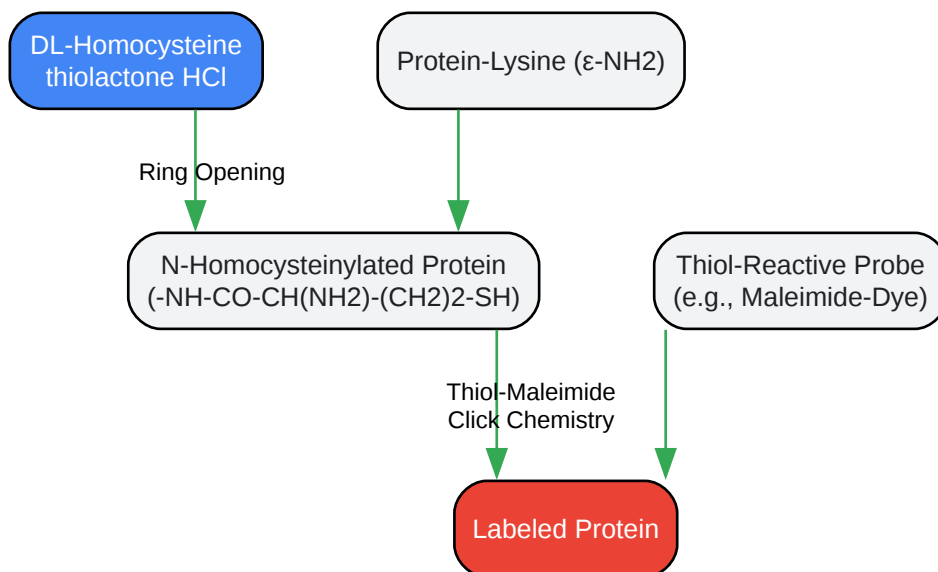 DL-Homocysteine
thiolactone HCl
Protein-Lysine (ε-NH2)
Ring Opening
N-Homocysteinylated Protein
(-NH-CO-CH(NH2)-(CH2)2-SH)
Thiol-Reactive Probe
(e.g., Maleimide-Dye)
Thiol-Maleimide
Click Chemistry
Labeled Protein